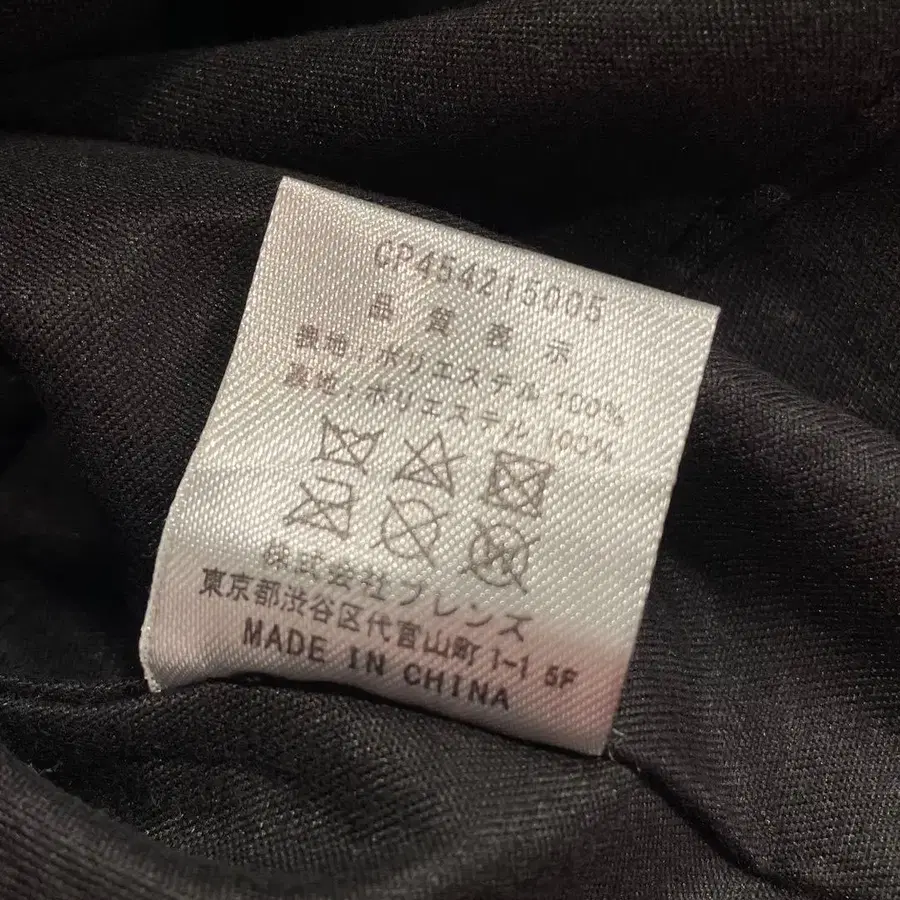 CP454215005
品 質 表 示
表地：ポリエステル 100%
裏地：ポリエステル 100%
株式会社フレンズ
東京都渋谷区代官山町 1-1 5F
MADE IN CHINA